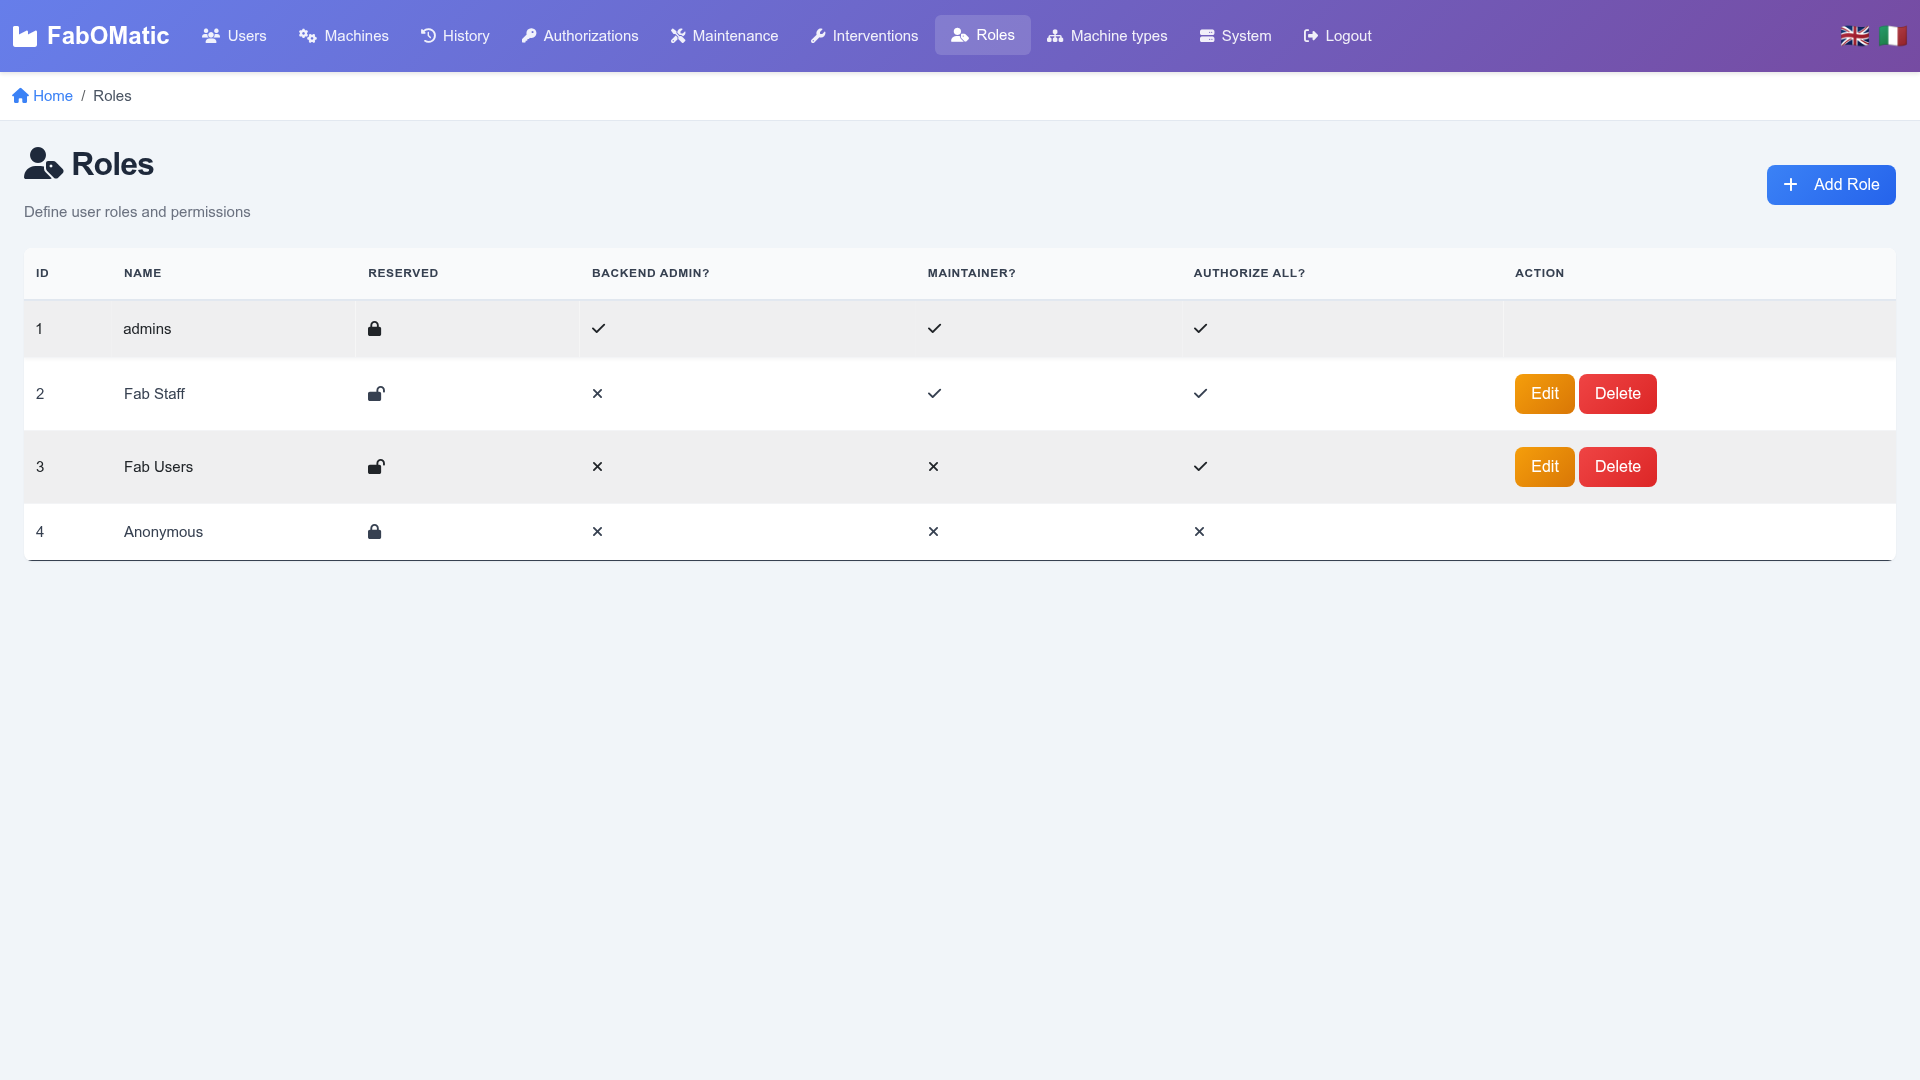 FabOMatic Users Machines History Authorizations Maintenance Interventions Roles Machine types System Logout
Home / Roles
Roles
Define user roles and permissions
Add Role
ID NAME RESERVED BACKEND ADMIN? MAINTAINER? AUTHORIZE ALL? ACTION
1 admins
2 Fab Staff Edit Delete
3 Fab Users Edit Delete
4 Anonymous